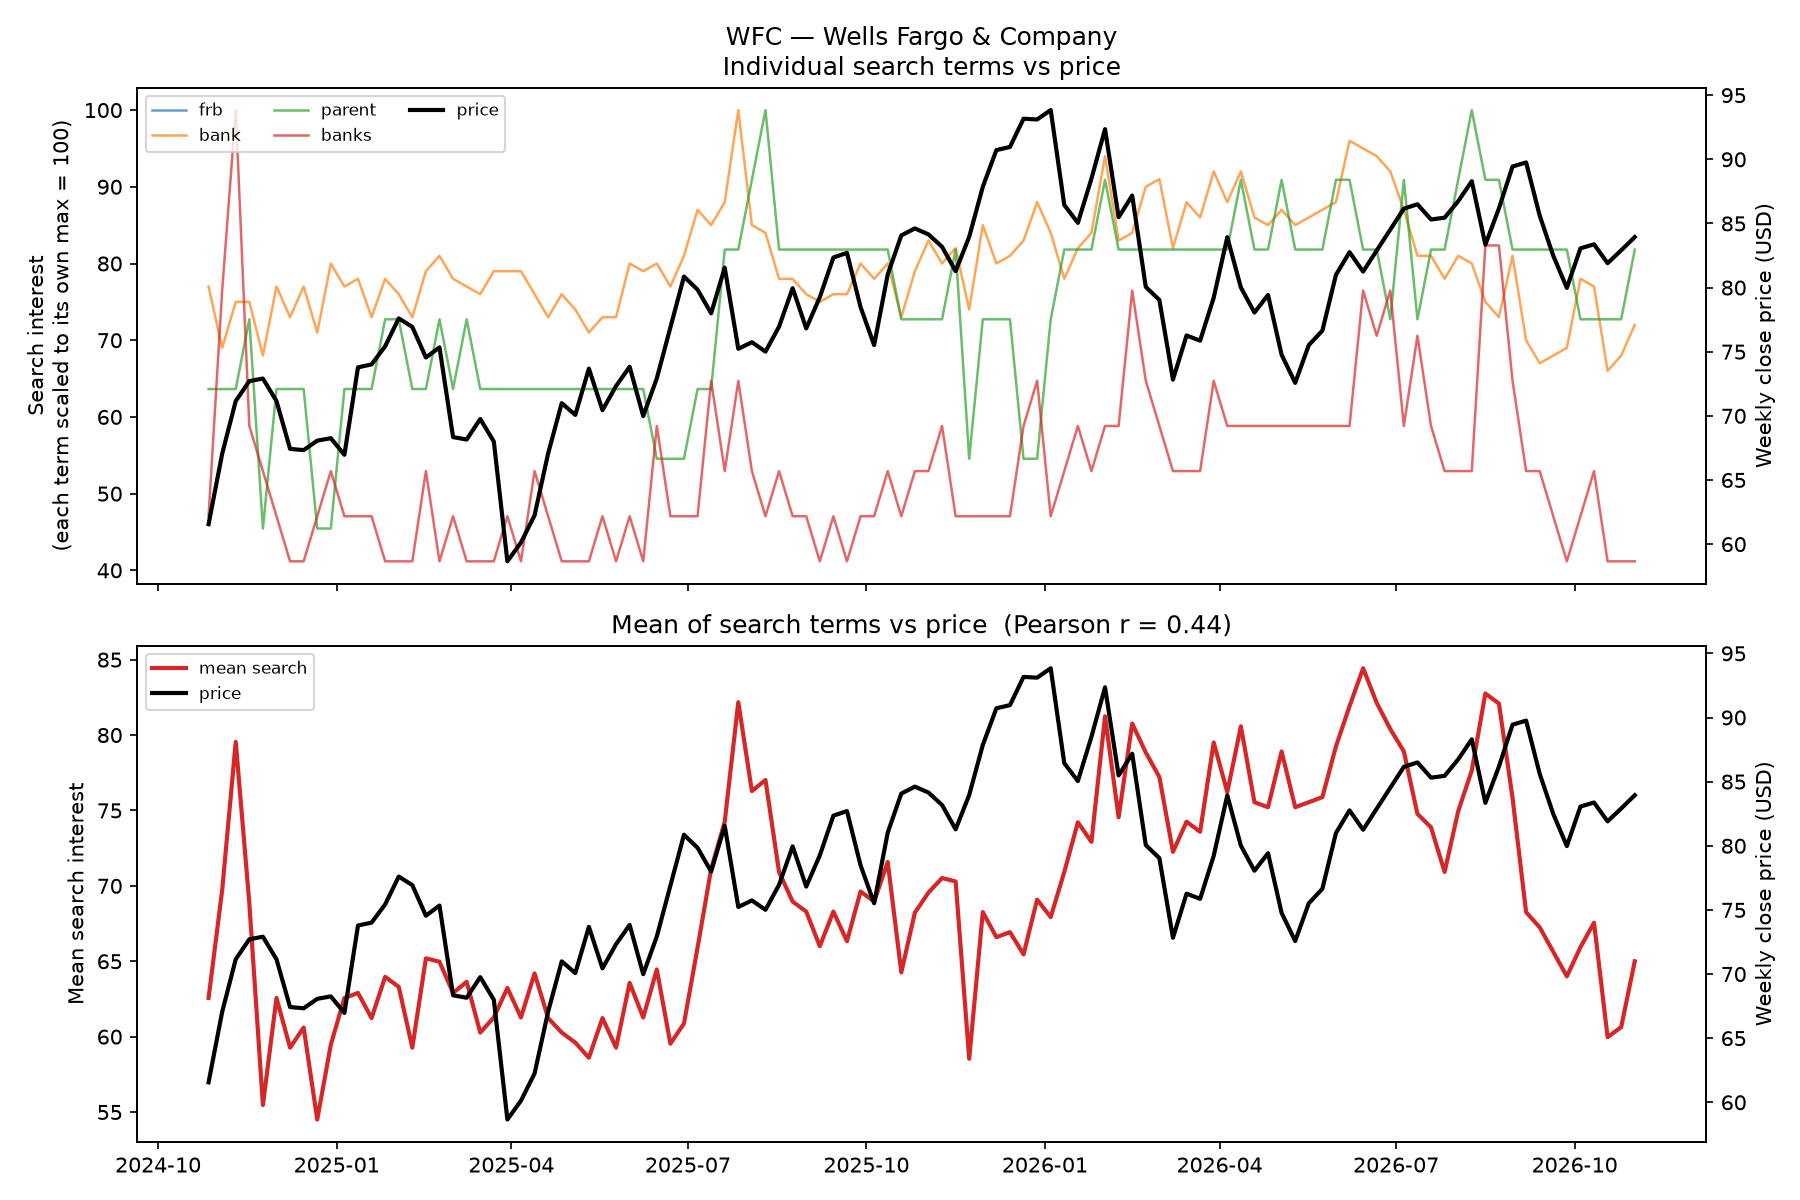 WFC — Wells Fargo & Company
Individual search terms vs price
frb
bank
parent
banks
price
100
90
80
70
60
50
40
Search interest
(each term scaled to its own max = 100)
95
90
85
80
75
70
65
60
Weekly close price (USD)
Mean of search terms vs price (Pearson r = 0.44)
mean search
price
85
80
75
70
65
60
55
Mean search interest
95
90
85
80
75
70
65
60
Weekly close price (USD)
2024-10
2025-01
2025-04
2025-07
2025-10
2026-01
2026-04
2026-07
2026-10